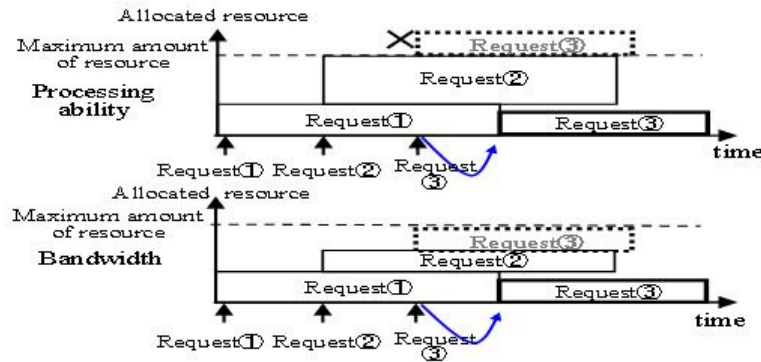 Allocated resource
Maximum amount
of resource
Request③
Request②
Processing
ability
Request①
Request③
time
Request①
Request②
Request
③
Allocated resource
Maximum amount
of resource
Request③
Request②
Bandwidth
Request①
Request③
time
Request①
Request②
Request
③